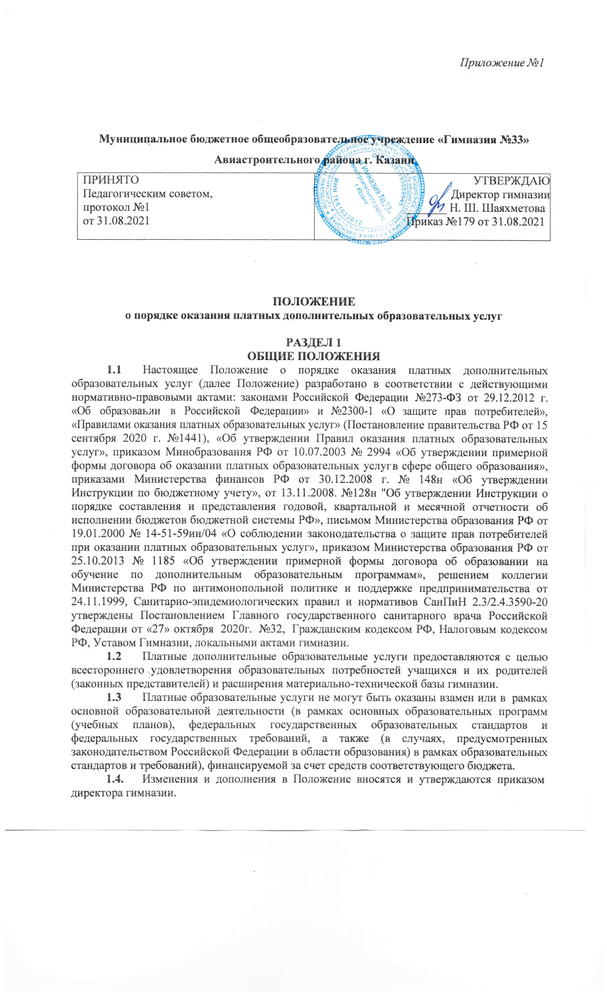 Приложение №1
Муниципальное бюджетное общеобразовательное учреждение «Гимназия №33»
Авиастроительного района г. Казани
ПРИНЯТО
Педагогическим советом,
протокол №1
от 31.08.2021
УТВЕРЖДАЮ
Директор гимназии
Н. Ш. Шаяхметова
Приказ №179 от 31.08.2021
«Гимназия №33»
Авиастроительного района
г.Казани
ИНН 1661022012
ПОЛОЖЕНИЕ
о порядке оказания платных дополнительных образовательных услуг
РАЗДЕЛ 1
ОБЩИЕ ПОЛОЖЕНИЯ
1.1 Настоящее Положение о порядке оказания платных дополнительных
образовательных услуг (далее Положение) разработано в соответствии с действующими
нормативно-правовыми актами: законами Российской Федерации №273-ФЗ от 29.12.2012 г.
«Об образовании в Российской Федерации» и №2300-1 «О защите прав потребителей»,
«Правилами оказания платных образовательных услуг» (Постановление правительства РФ от 15
сентября 2020 г. №1441), «Об утверждении Правил оказания платных образовательных
услуг», приказом Минобразования РФ от 10.07.2003 № 2994 «Об утверждении примерной
формы договора об оказании платных образовательных услуг в сфере общего образования»,
приказами Министерства финансов РФ от 30.12.2008 г. № 148н «Об утверждении
Инструкции по бюджетному учету», от 13.11.2008. №128н "Об утверждении Инструкции о
порядке составления и представления годовой, квартальной и месячной отчетности об
исполнении бюджетов бюджетной системы РФ», письмом Министерства образования РФ от
19.01.2000 № 14-51-59ин/04 «О соблюдении законодательства о защите прав потребителей
при оказании платных образовательных услуг», приказом Министерства образования РФ от
25.10.2013 № 1185 «Об утверждении примерной формы договора об образовании на
обучение по дополнительным образовательным программам», решением коллегии
Министерства РФ по антимонопольной политике и поддержке предпринимательства от
24.11.1999, Санитарно-эпидемиологических правил и нормативов СанПиН 2.3/2.4.3590-20
утверждены Постановлением Главного государственного санитарного врача Российской
Федерации от «27» октября 2020г. №32, Гражданским кодексом РФ, Налоговым кодексом
РФ, Уставом Гимназии, локальными актами гимназии.
1.2 Платные дополнительные образовательные услуги предоставляются с целью
всестороннего удовлетворения образовательных потребностей учащихся и их родителей
(законных представителей) и расширения материально-технической базы гимназии.
1.3 Платные образовательные услуги не могут быть оказаны взамен или в рамках
основной образовательной деятельности (в рамках основных образовательных программ
(учебных планов), федеральных государственных образовательных стандартов и
федеральных государственных требований, а также (в случаях, предусмотренных
законодательством Российской Федерации в области образования) в рамках образовательных
стандартов и требований), финансируемой за счет средств соответствующего бюджета.
1.4. Изменения и дополнения в Положение вносятся и утверждаются приказом
директора гимназии.